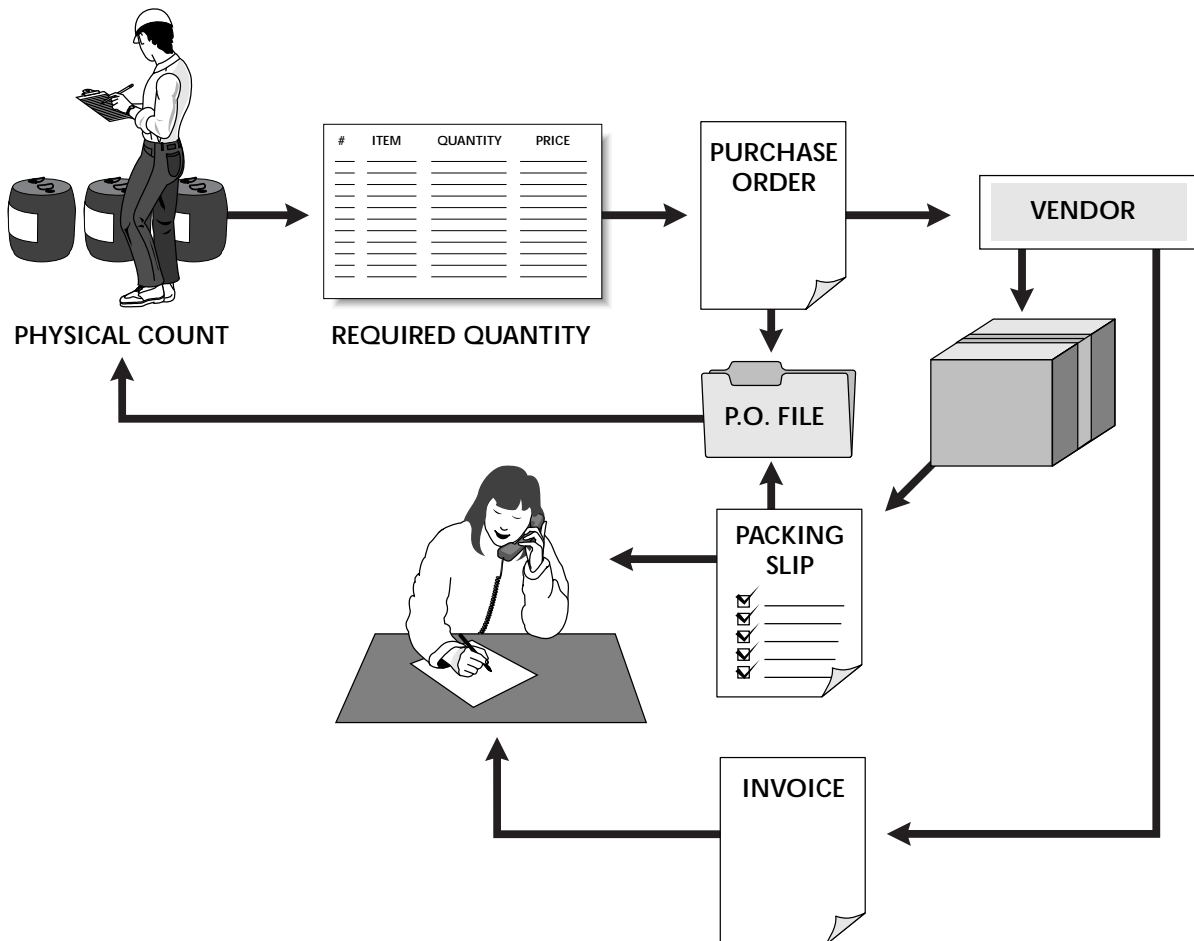 # ITEM QUANTITY PRICE
PURCHASE
ORDER
VENDOR
PHYSICAL COUNT
REQUIRED QUANTITY
P.O. FILE
PACKING
SLIP
INVOICE